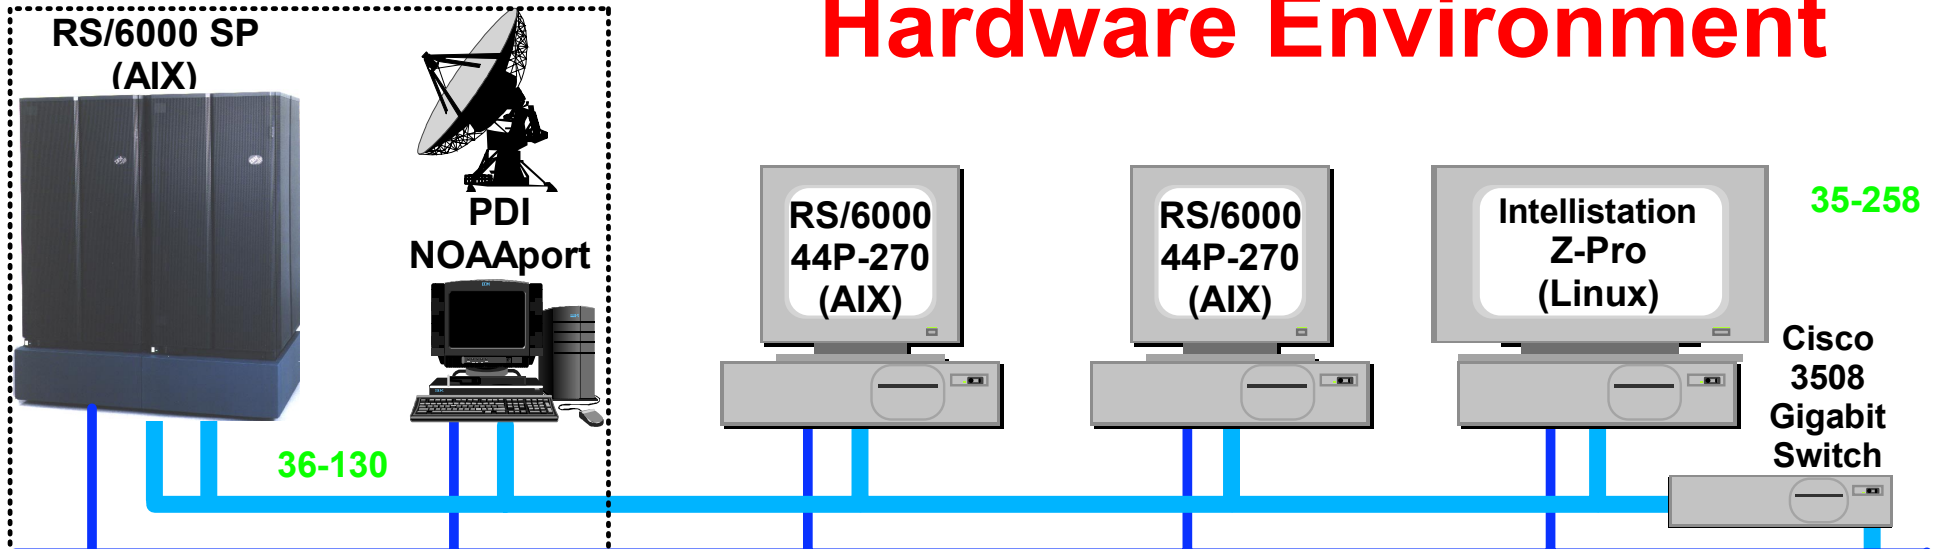 Hardware Environment
RS/6000 SP
(AIX)
PDI
NOAAport
36-130
RS/6000
44P-270
(AIX)
RS/6000
44P-270
(AIX)
Intellistation
Z-Pro
(Linux)
35-258
Cisco
3508
Gigabit
Switch